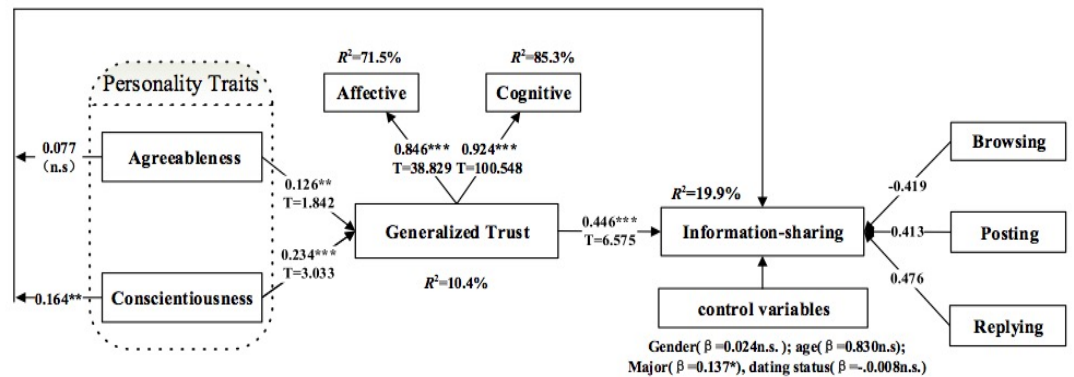 R²=71.5%
R²=85.3%
Personality Traits
Affective
Cognitive
0.077
(n.s)
Agreeableness
0.846***
T=38.829
0.924***
T=100.548
Browsing
0.126**
T=1.842
R²=19.9%
-0.419
Generalized Trust
0.446***
T=6.575
Information-sharing
0.413
Posting
0.234***
T=3.033
R²=10.4%
0.476
0.164**
Conscientiousness
control variables
Replying
Gender(β=0.024n.s.); age(β=0.830n.s);
Major(β=0.137*), dating status(β=-.0.008n.s.)